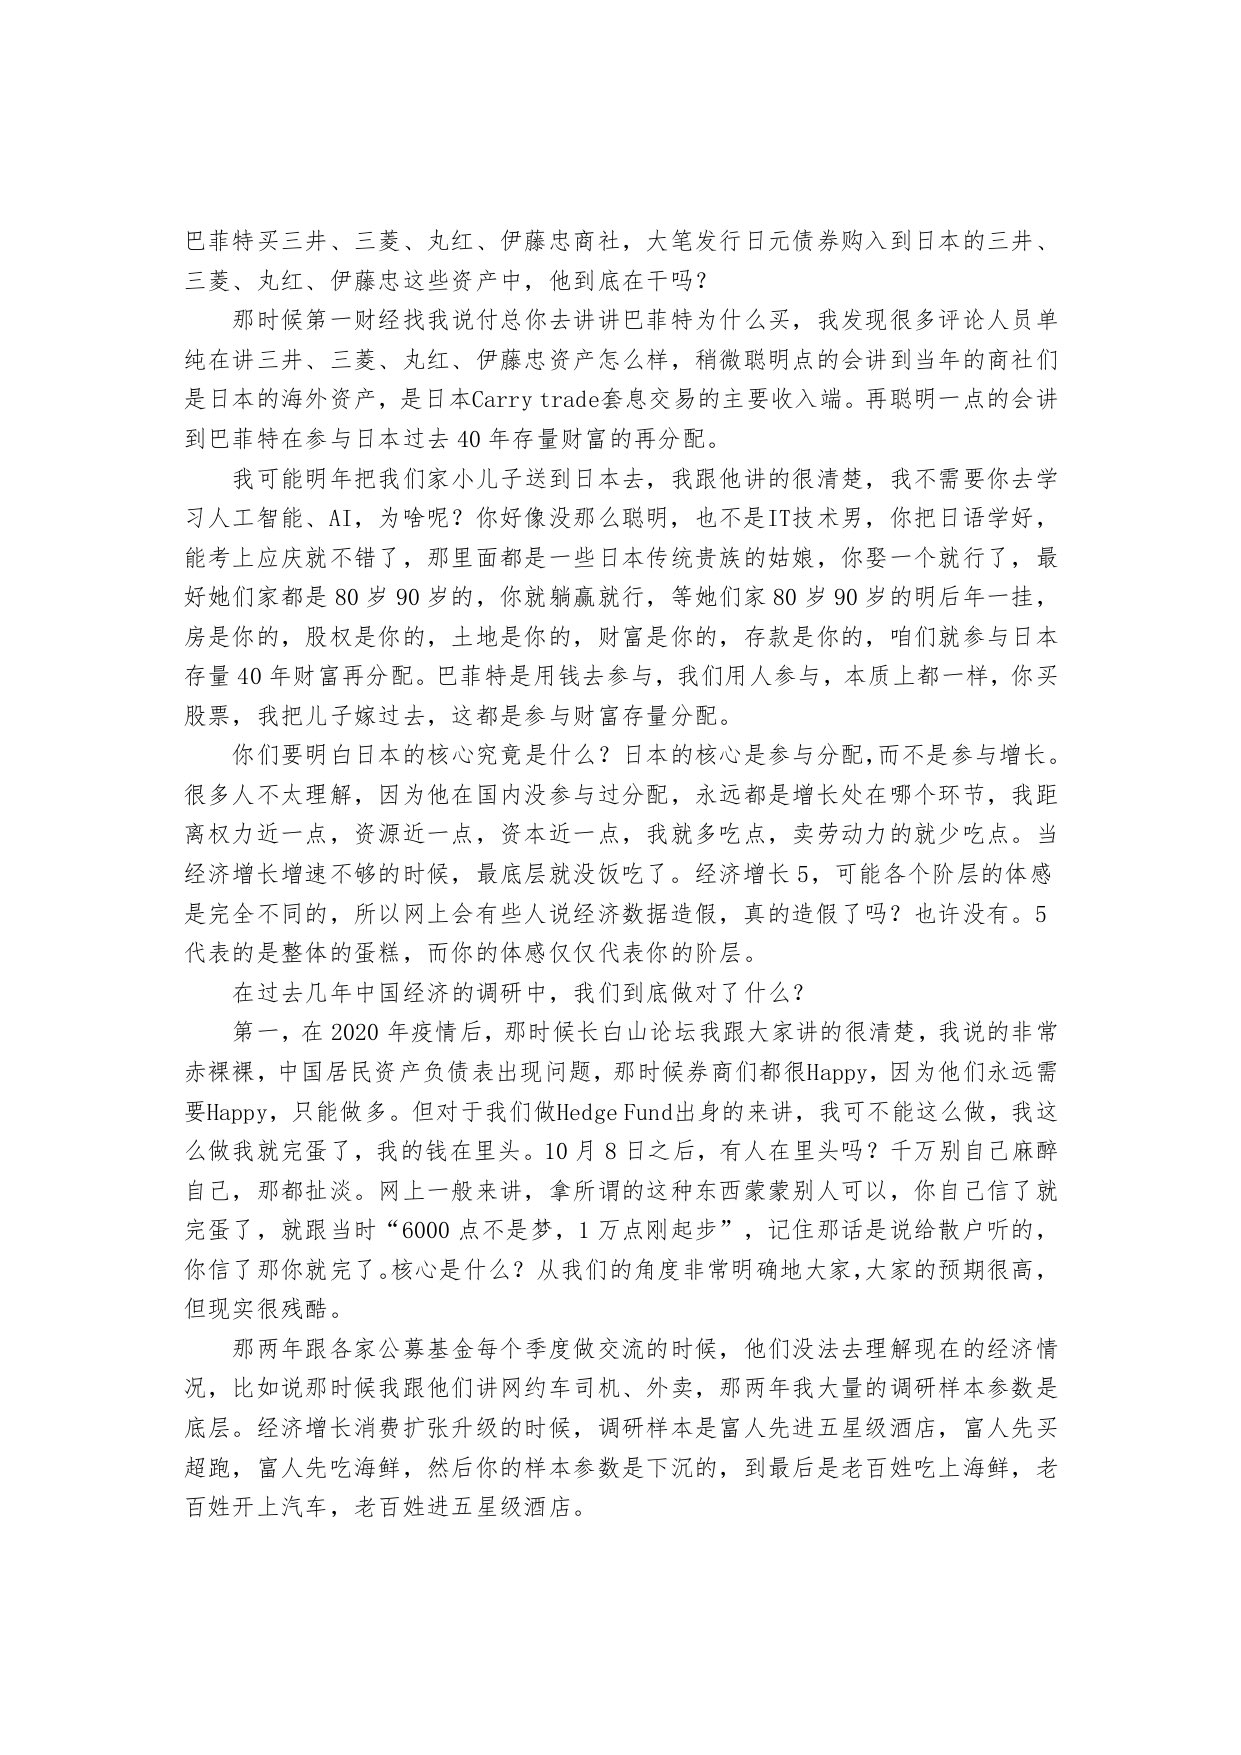 巴菲特买三井、三菱、丸红、伊藤忠商社，大笔发行日元债券购入到日本的三井、
三菱、丸红、伊藤忠这些资产中，他到底在干吗？
那时候第一财经找我说付总你去讲讲巴菲特为什么买，我发现很多评论人员单
纯在讲三井、三菱、丸红、伊藤忠资产怎么样，稍微聪明点的会讲到当年的商社们
是日本的海外资产，是日本Carry trade套息交易的主要收入端。再聪明一点的会讲
到巴菲特在参与日本过去 40 年存量财富的再分配。
我可能明年把我们家小儿子送到日本去，我跟他讲的很清楚，我不需要你去学
习人工智能、AI，为啥呢？你好像没那么聪明，也不是IT技术男，你把日语学好，
能考上应庆就不错了，那里面都是一些日本传统贵族的姑娘，你娶一个就行了，最
好她们家都是 80 岁 90 岁的，你就躺赢就行，等她们家 80 岁 90 岁的明后年一挂，
房是你的，股权是你的，土地是你的，财富是你的，存款是你的，咱们就参与日本
存量 40 年财富再分配。巴菲特是用钱去参与，我们用人参与，本质上都一样，你买
股票，我把儿子嫁过去，这都是参与财富存量分配。
你们要明白日本的核心究竟是什么？日本的核心是参与分配，而不是参与增长。
很多人不太理解，因为他在国内没参与过分配，永远都是增长处在哪个环节，我距
离权力近一点，资源近一点，资本近一点，我就多吃点，卖劳动力的就少吃点。当
经济增长增速不够的时候，最底层就没饭吃了。经济增长 5，可能各个阶层的体感
是完全不同的，所以网上会有些人说经济数据造假，真的造假了吗？也许没有。5
代表的是整体的蛋糕，而你的体感仅仅代表你的阶层。
在过去几年中国经济的调研中，我们到底做对了什么？
第一，在 2020 年疫情后，那时候长白山论坛我跟大家讲的很清楚，我说的非常
赤裸裸，中国居民资产负债表出现问题，那时候券商们都很Happy，因为他们永远需
要Happy，只能做多。但对于我们做Hedge Fund出身的来讲，我可不能这么做，我这
么做我就完蛋了，我的钱在里头。10 月 8 日之后，有人在里头吗？千万别自己麻醉
自己，那都扯淡。网上一般来讲，拿所谓的这种东西蒙蒙别人可以，你自己信了就
完蛋了，就跟当时“6000 点不是梦，1 万点刚起步”，记住那话是说给散户听的，
你信了那你就完了。核心是什么？从我们的角度非常明确地大家，大家的预期很高，
但现实很残酷。
那两年跟各家公募基金每个季度做交流的时候，他们没法去理解现在的经济情
况，比如说那时候我跟他们讲网约车司机、外卖，那两年我大量的调研样本参数是
底层。经济增长消费扩张升级的时候，调研样本是富人先进五星级酒店，富人先买
超跑，富人先吃海鲜，然后你的样本参数是下沉的，到最后是老百姓吃上海鲜，老
百姓开上汽车，老百姓进五星级酒店。